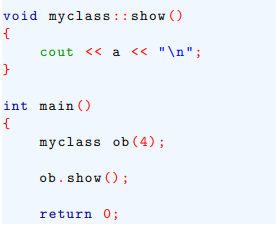 void myclass::show()
{
    cout << a << "\n";
}

int main()
{
    myclass ob(4);

    ob.show();

    return 0;